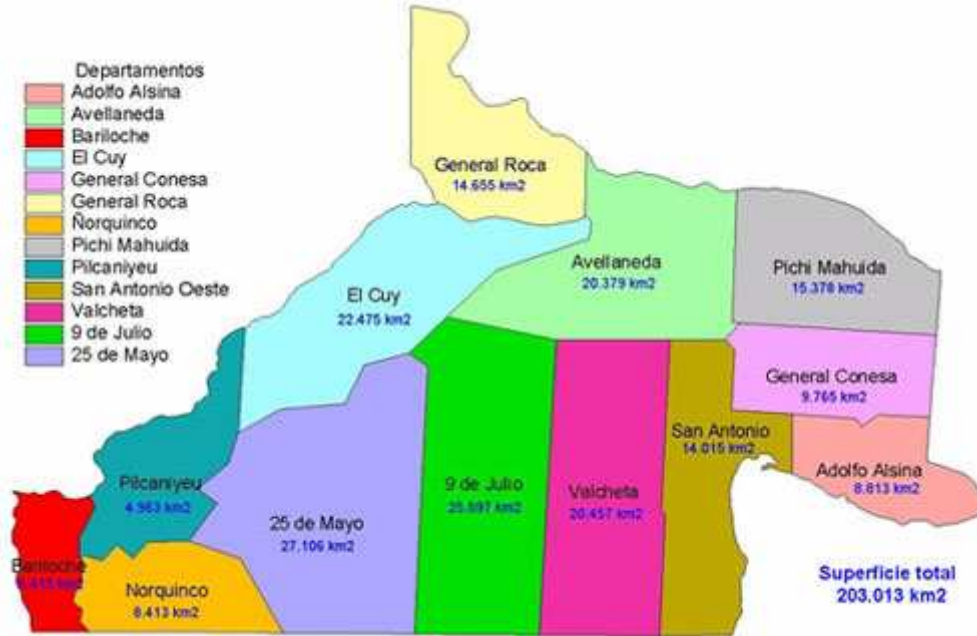 Departamentos
Adolfo Alsina
Avellaneda
Bariloche
El Cuy
General Conesa
General Roca
Ñorquinco
Pichi Mahuida
Pilcaniyeu
San Antonio Oeste
Valcheta
9 de Julio
25 de Mayo
General Roca
14.655 km2
Avellaneda
20.379 km2
Pichi Mahuida
15.378 km2
El Cuy
22.475 km2
General Conesa
9.765 km2
San Antonio
14.015 km2
Adolfo Alsina
8.813 km2
Pilcaniyeu
4.963 km2
9 de Julio
25.597 km2
Valcheta
20.457 km2
25 de Mayo
27.106 km2
Bariloche
km2
Norquinco
8.413 km2
Superficie total
203.013 km2